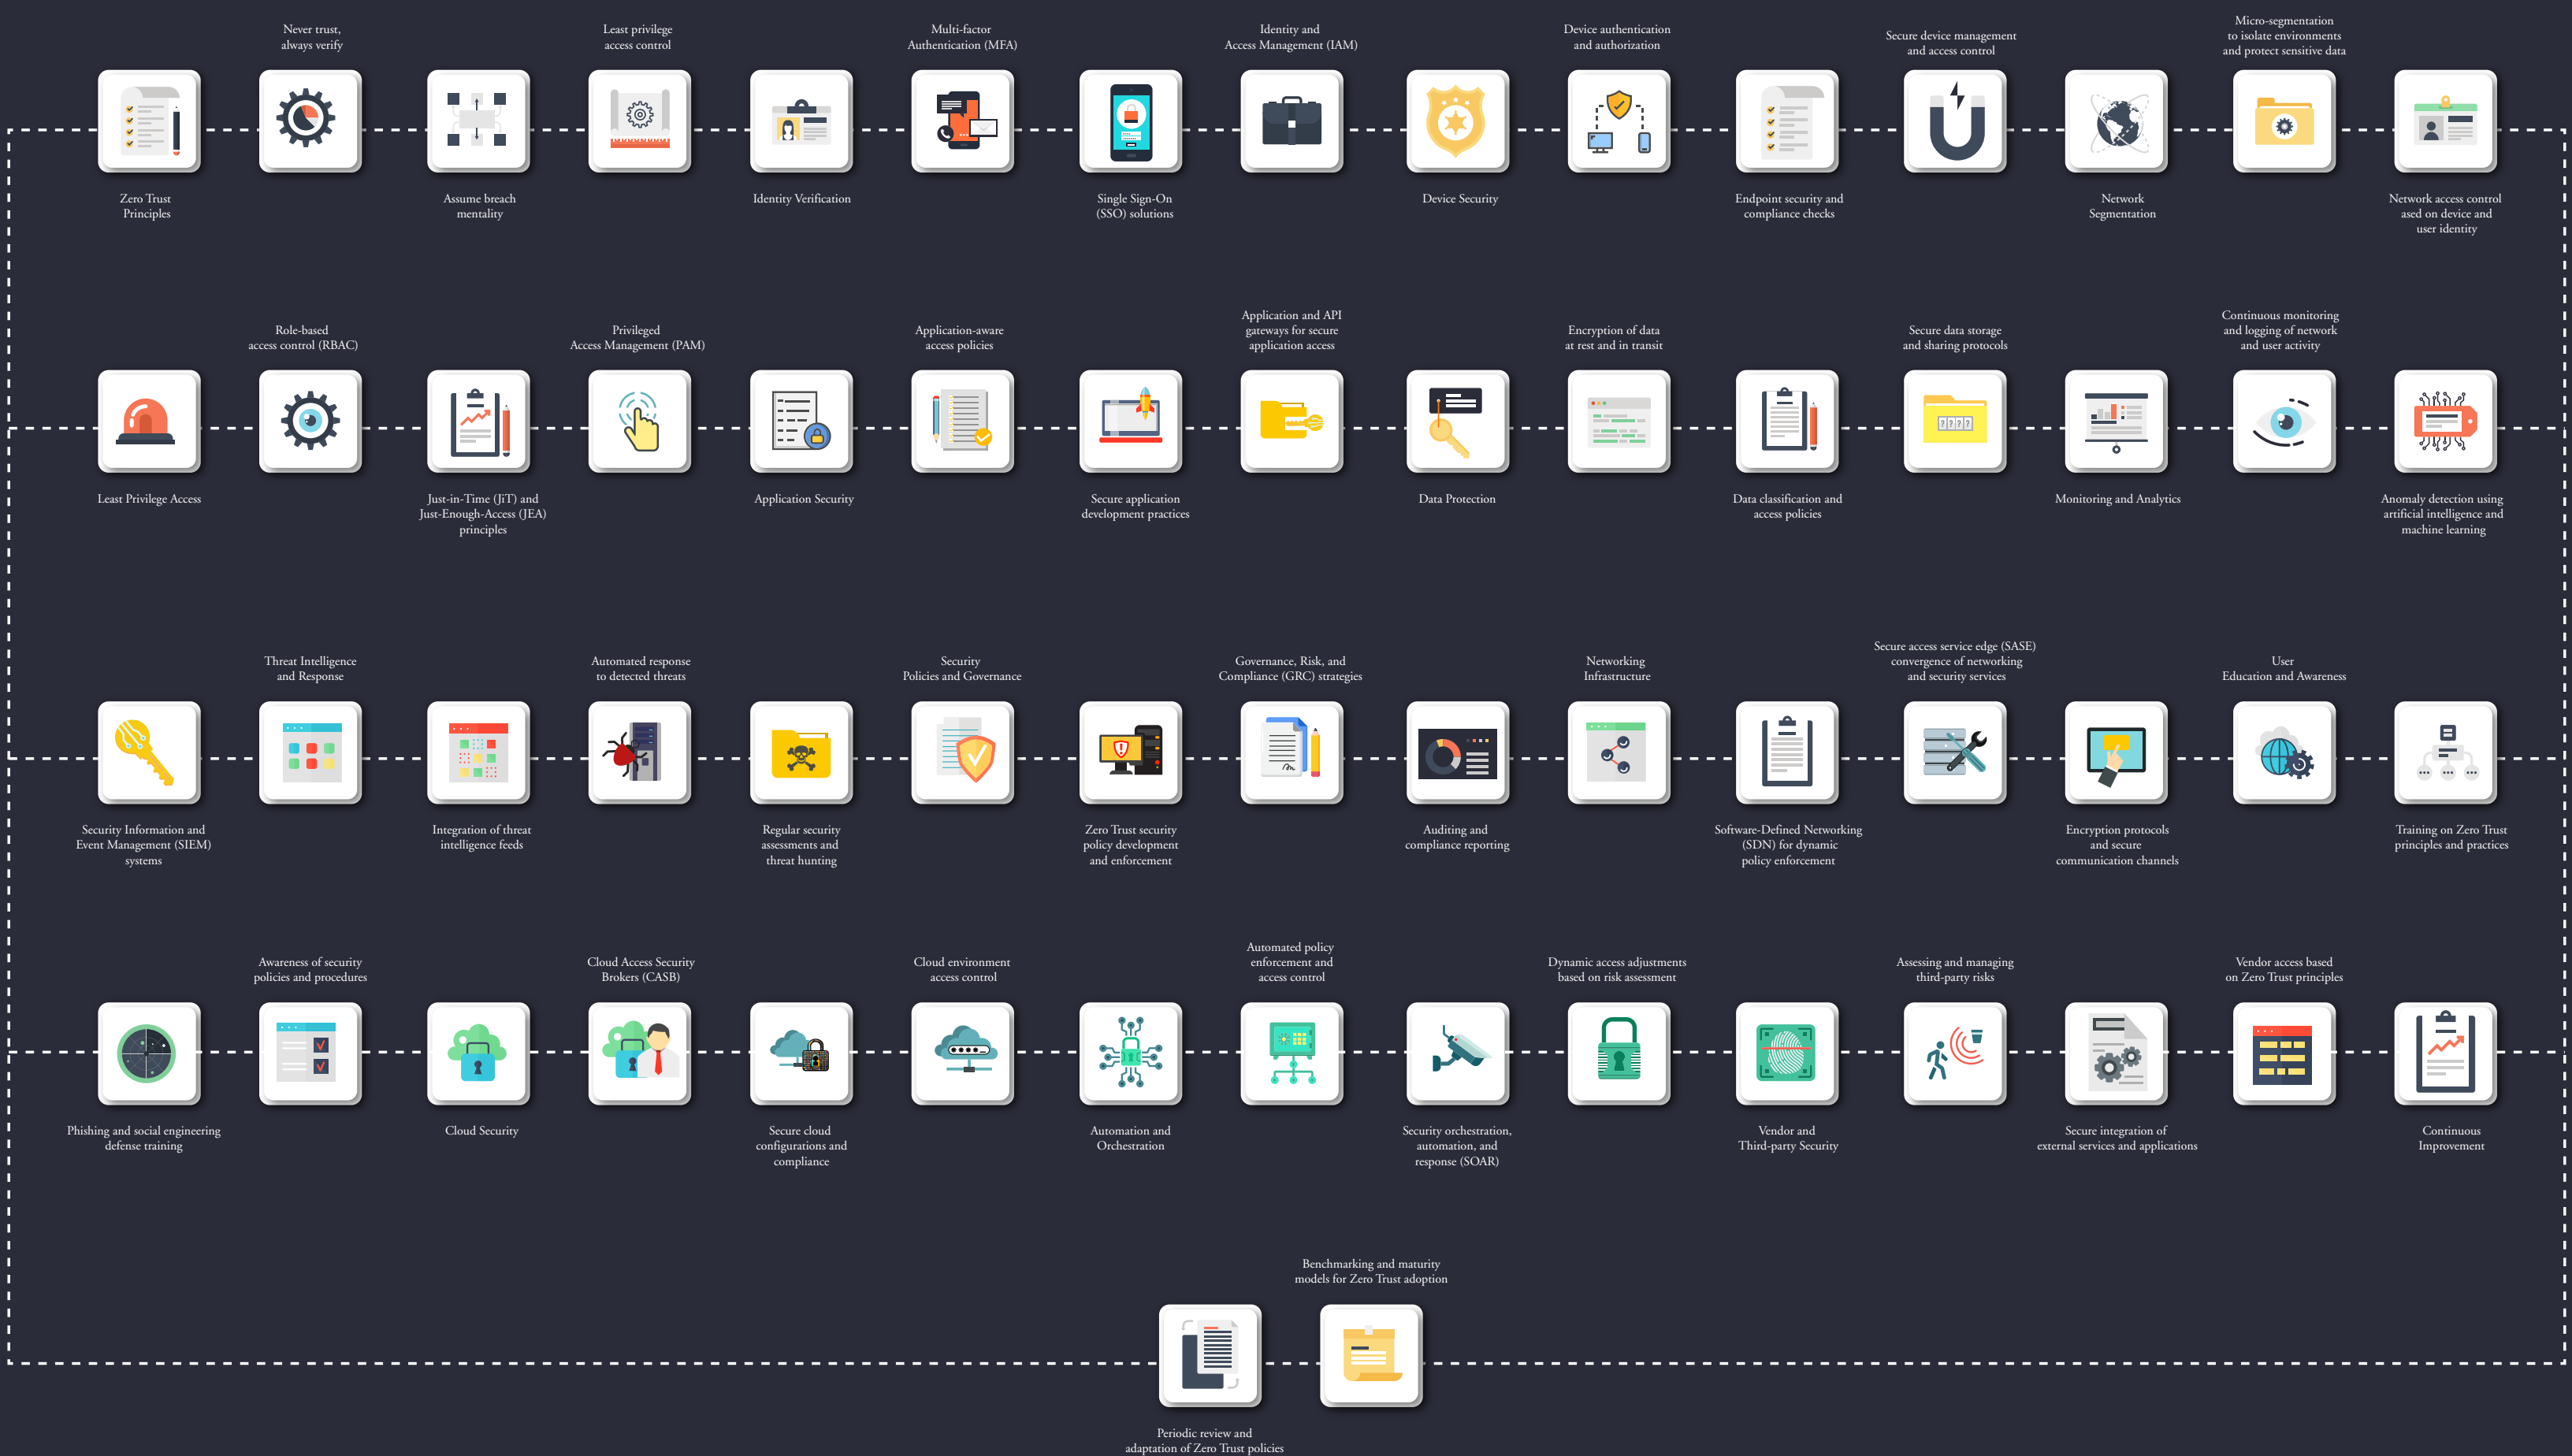 Zero Trust
Principles
Never trust,
always verify
Assume breach
mentality
Least privilege
access control
Identity Verification
Multi-factor
Authentication (MFA)
Single Sign-On
(SSO) solutions
Identity and
Access Management (IAM)
Device Security
Device authentication
and authorization
Endpoint security and
compliance checks
Secure device management
and access control
Network
Segmentation
Micro-segmentation
to isolate environments
and protect sensitive data
Network access control
ased on device and
user identity
Least Privilege Access
Role-based
access control (RBAC)
Just-in-Time (JiT) and
Just-Enough-Access (JEA)
principles
Privileged
Access Management (PAM)
Application Security
Application-aware
access policies
Secure application
development practices
Application and API
gateways for secure
application access
Data Protection
Encryption of data
at rest and in transit
Data classification and
access policies
Secure data storage
and sharing protocols
????
Monitoring and Analytics
Continuous monitoring
and logging of network
and user activity
Anomaly detection using
artificial intelligence and
machine learning
Security Information and
Event Management (SIEM)
systems
Threat Intelligence
and Response
Integration of threat
intelligence feeds
Automated response
to detected threats
Regular security
assessments and
threat hunting
Security
Policies and Governance
Zero Trust security
policy development
and enforcement
Governance, Risk, and
Compliance (GRC) strategies
Auditing and
compliance reporting
Networking
Infrastructure
Software-Defined Networking
(SDN) for dynamic
policy enforcement
Secure access service edge (SASE)
convergence of networking
and security services
Encryption protocols
and secure
communication channels
User
Education and Awareness
Training on Zero Trust
principles and practices
Phishing and social engineering
defense training
Awareness of security
policies and procedures
Cloud Security
Cloud Access Security
Brokers (CASB)
Secure cloud
configurations and
compliance
Cloud environment
access control
Automation and
Orchestration
Automated policy
enforcement and
access control
Security orchestration,
automation, and
response (SOAR)
Dynamic access adjustments
based on risk assessment
Vendor and
Third-party Security
Assessing and managing
third-party risks
Secure integration of
external services and applications
Vendor access based
on Zero Trust principles
Continuous
Improvement
Periodic review and
adaptation of Zero Trust policies
Benchmarking and maturity
models for Zero Trust adoption